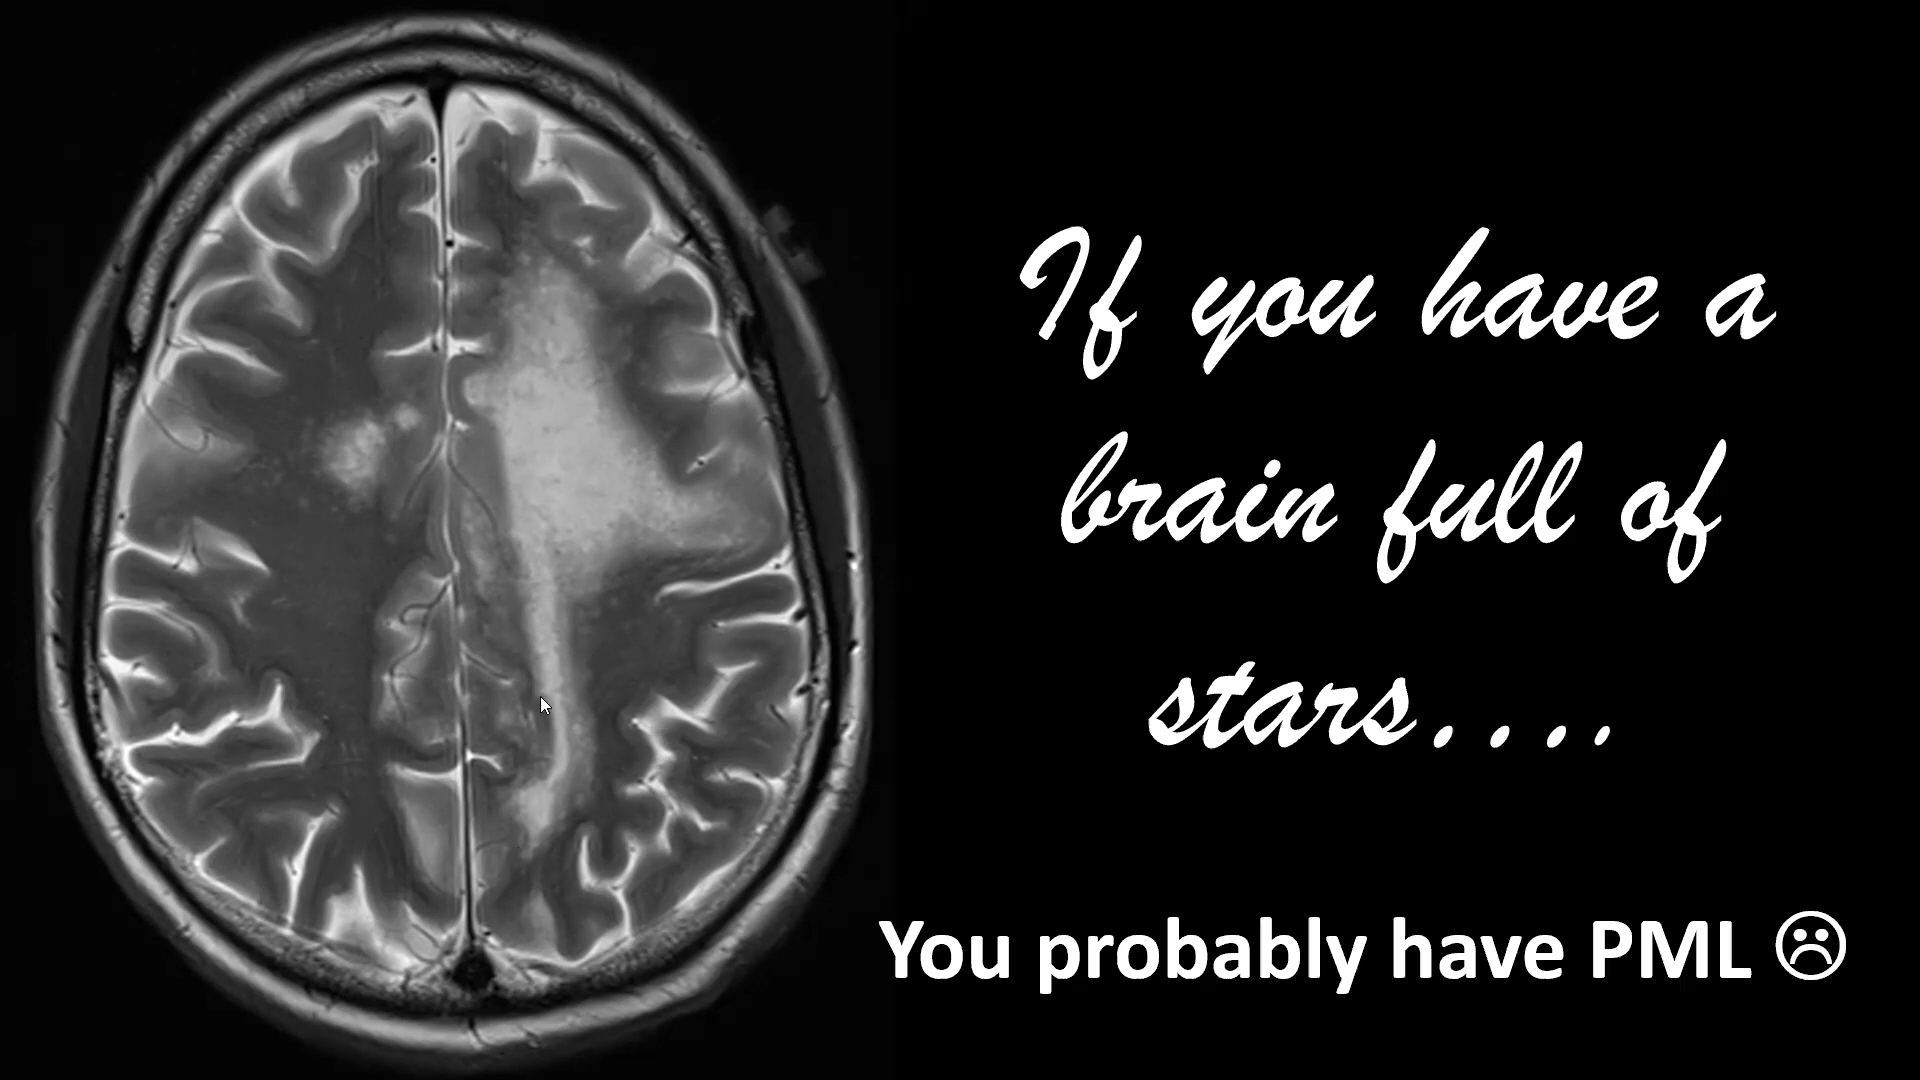 If you have a
brain full of
stars....
You probably have PML ☹